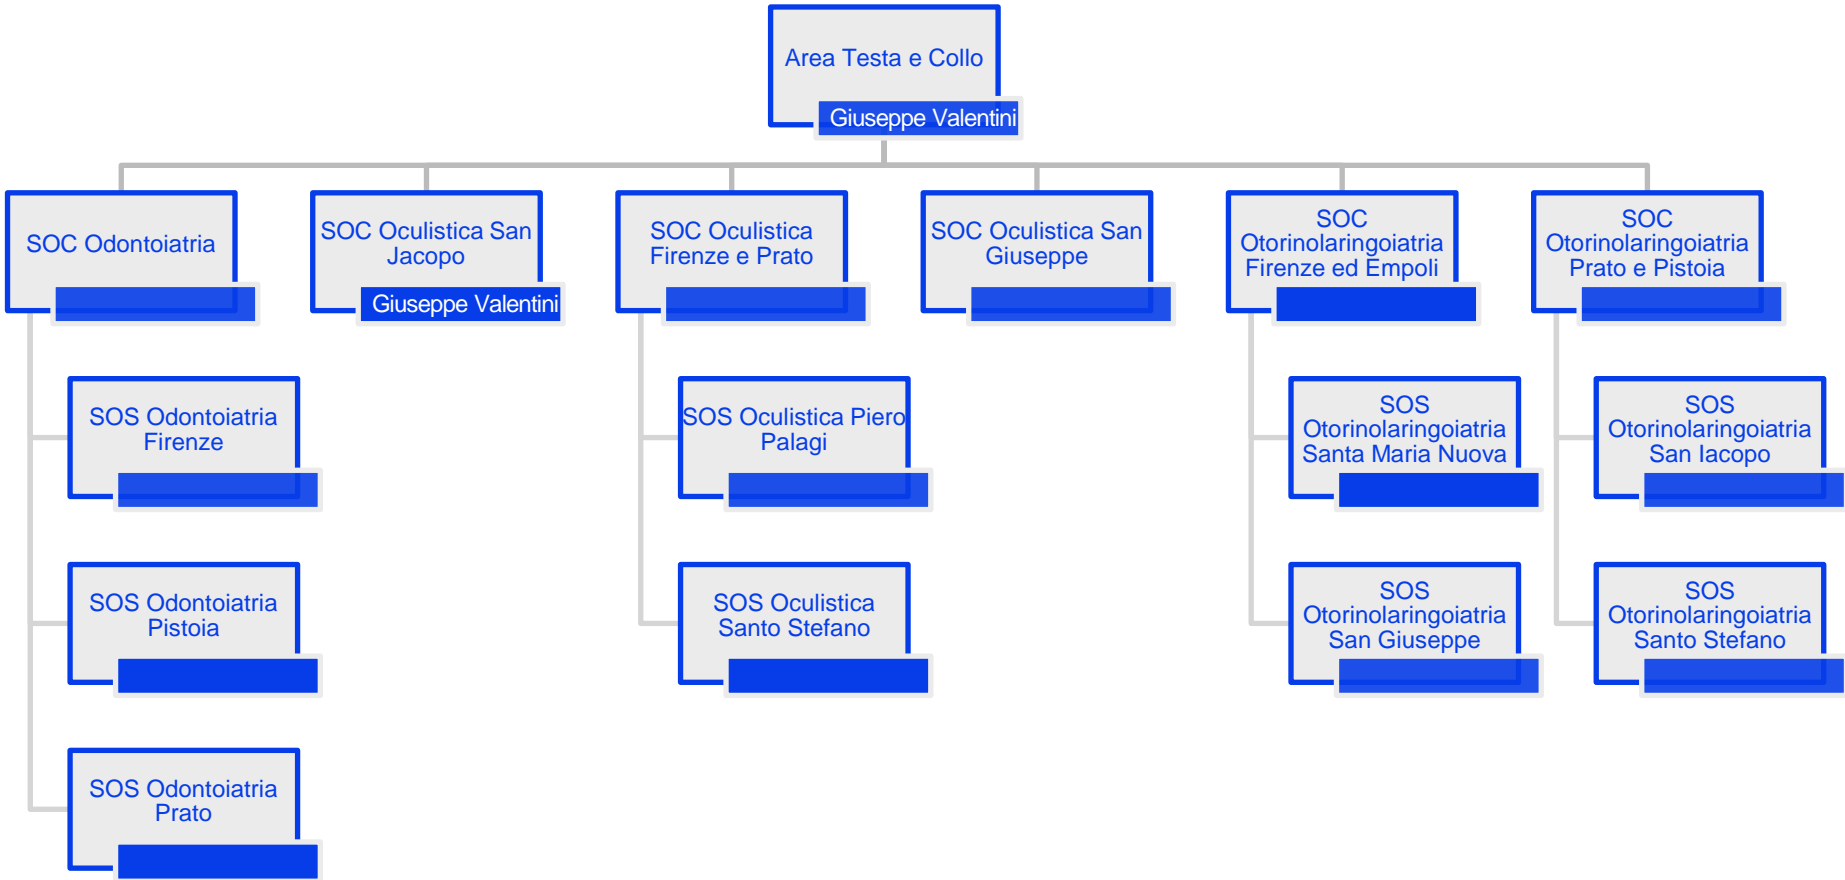 Area Testa e Collo
Giuseppe Valentini
SOC Odontoiatria
SOC Oculistica San
Jacopo
Giuseppe Valentini
SOC Oculistica
Firenze e Prato
SOC Oculistica San
Giuseppe
SOC
Otorinolaringoiatria
Firenze ed Empoli
SOC
Otorinolaringoiatria
Prato e Pistoia
SOS Odontoiatria
Firenze
SOS Oculistica Piero
Palagi
SOS
Otorinolaringoiatria
Santa Maria Nuova
SOS
Otorinolaringoiatria
San Iacopo
SOS Odontoiatria
Pistoia
SOS Oculistica
Santo Stefano
SOS
Otorinolaringoiatria
San Giuseppe
SOS
Otorinolaringoiatria
Santo Stefano
SOS Odontoiatria
Prato